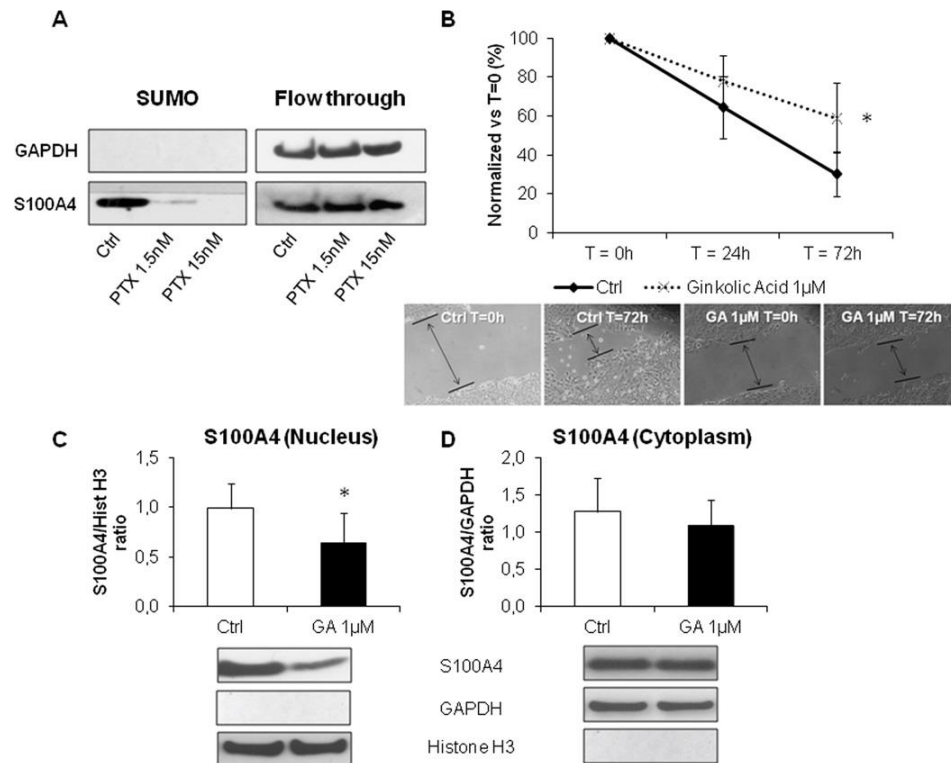 A
SUMO Flow through
GAPDH
S100A4
Ctrl PTX 1.5nM PTX 15nM Ctrl PTX 1.5nM PTX 15nM
B
Normalized vs T=0 (%)
100
80
60
40
20
0
*
T = 0h T = 24h T = 72h
Ctrl Ginkolic Acid 1µM
Ctrl T=0h Ctrl T=72h GA 1µM T=0h GA 1µM T=72h
C
S100A4 (Nucleus)
S100A4/Hist H3
ratio
1,5
1,0
0,5
0,0
*
Ctrl GA 1µM
D
S100A4 (Cytoplasm)
S100A4/GAPDH
ratio
2,0
1,5
1,0
0,5
0,0
Ctrl GA 1µM
S100A4
GAPDH
Histone H3